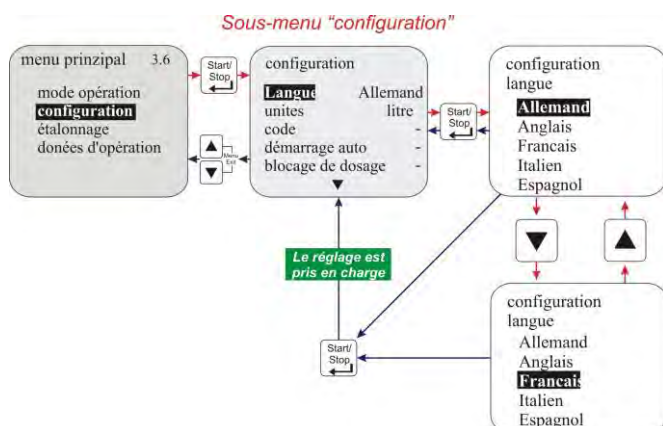 Sous-menu “configuration”
menu prinzipal 3.6
mode opération
configuration
étalonnage
donées d'opération
Start/
Stop
Menu
Exit
configuration
Langue Allemand
unites litre
code -
démarrage auto -
blocage de dosage -
Start/
Stop
configuration
langue
Allemand
Anglais
Francais
Italien
Espagnol
Le réglage est
pris en charge
Start/
Stop
configuration
langue
Allemand
Anglais
Francais
Italien
Espagnol